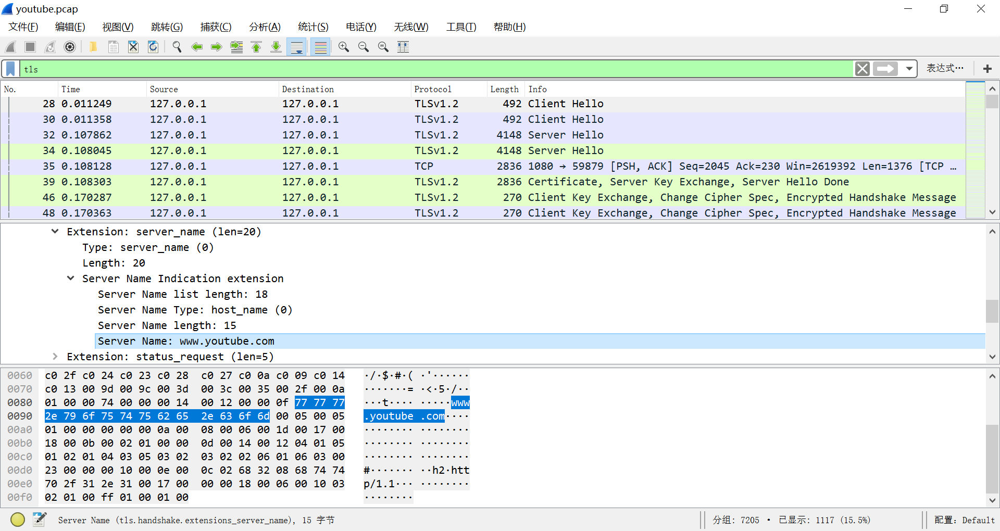 youtube.pcap
文件(F) 编辑(E) 视图(V) 跳转(G) 捕获(C) 分析(A) 统计(S) 电话(Y) 无线(W) 工具(T) 帮助(H)
tls 表达式…
No. Time Source Destination Protocol Length Info
28 0.011249 127.0.0.1 127.0.0.1 TLSv1.2 492 Client Hello
30 0.011358 127.0.0.1 127.0.0.1 TLSv1.2 492 Client Hello
32 0.107862 127.0.0.1 127.0.0.1 TLSv1.2 4148 Server Hello
34 0.108045 127.0.0.1 127.0.0.1 TLSv1.2 4148 Server Hello
35 0.108128 127.0.0.1 127.0.0.1 TCP 2836 1080 → 59879 [PSH, ACK] Seq=2045 Ack=230 Win=2619392 Len=1376 [TCP …
39 0.108303 127.0.0.1 127.0.0.1 TLSv1.2 2836 Certificate, Server Key Exchange, Server Hello Done
46 0.170287 127.0.0.1 127.0.0.1 TLSv1.2 270 Client Key Exchange, Change Cipher Spec, Encrypted Handshake Message
48 0.170363 127.0.0.1 127.0.0.1 TLSv1.2 270 Client Key Exchange, Change Cipher Spec, Encrypted Handshake Message
Extension: server_name (len=20)
Type: server_name (0)
Length: 20
Server Name Indication extension
Server Name list length: 18
Server Name Type: host_name (0)
Server Name length: 15
Server Name: www.youtube.com
Extension: status_request (len=5)
0060 c0 2f c0 24 c0 23 c0 28 c0 27 c0 0a c0 09 c0 14 ·/·$·#·( ·'······
0070 c0 13 00 9d 00 9c 00 3d 00 3c 00 35 00 2f 00 0a ·······= ·<·5·/··
0080 01 00 00 74 00 00 00 14 00 12 00 00 0f 77 77 77 ···t···· ·····www
0090 2e 79 6f 75 74 75 62 65 2e 63 6f 6d 00 05 00 05 .youtube .com····
00a0 01 00 00 00 00 00 0a 00 08 00 06 00 1d 00 17 00 ········ ········
00b0 18 00 0b 00 02 01 00 00 0d 00 14 00 12 04 01 05 ········ ········
00c0 01 02 01 04 03 05 03 02 03 02 02 06 01 06 03 00 ········ ········
00d0 23 00 00 00 10 00 0e 00 0c 02 68 32 08 68 74 74 #······· ··h2·htt
00e0 70 2f 31 2e 31 00 17 00 00 00 18 00 06 00 10 03 p/1.1··· ········
00f0 02 01 00 ff 01 00 01 00 ········
Server Name (tls.handshake.extensions_server_name), 15 字节 分组: 7205 · 已显示: 1117 (15.5%) 配置: Default